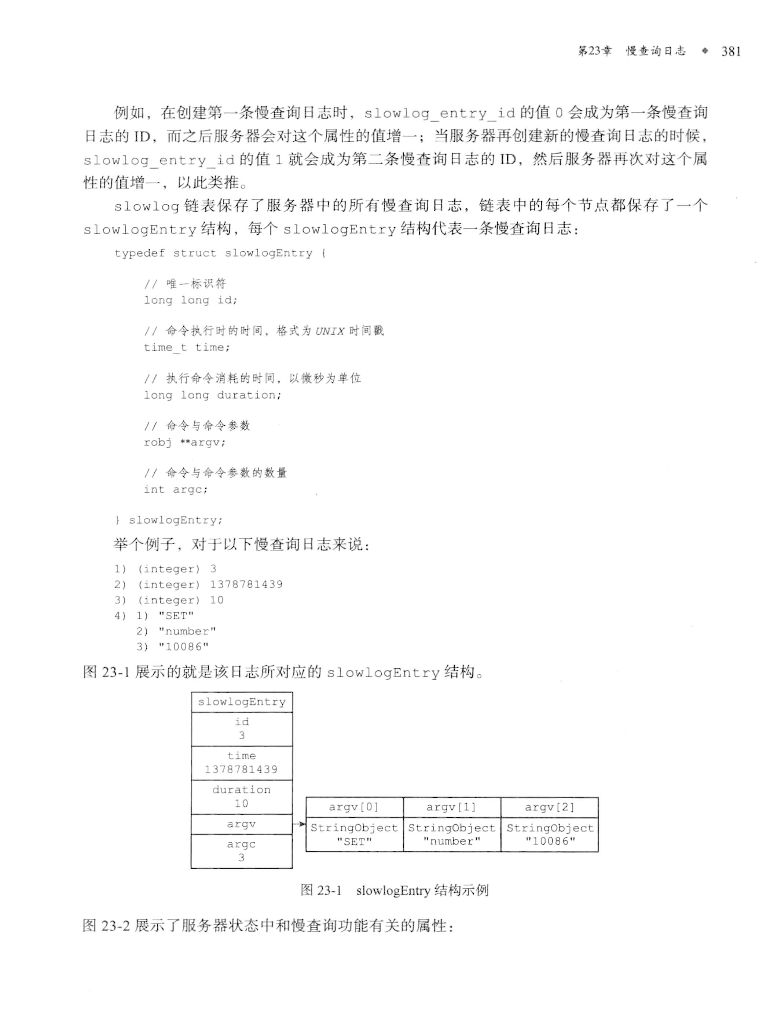 第23章 慢查询日志 ◆ 381
例如，在创建第一条慢查询日志时，slowlog_entry_id 的值 0 会成为第一条慢查询
日志的 ID，而之后服务器会对这个属性的值增一；当服务器再创建新的慢查询日志的时候，
slowlog_entry_id 的值 1 就会成为第二条慢查询日志的 ID，然后服务器再次对这个属
性的值增一，以此类推。
slowlog 链表保存了服务器中的所有慢查询日志，链表中的每个节点都保存了一个
slowlogEntry 结构，每个 slowlogEntry 结构代表一条慢查询日志：
typedef struct slowlogEntry {
// 唯一标识符
long long id;
// 命令执行时的时间，格式为 UNIX 时间戳
time_t time;
// 执行命令消耗的时间，以微秒为单位
long long duration;
// 命令与命令参数
robj **argv;
// 命令与命令参数的数量
int argc;
} slowlogEntry;
举个例子，对于以下慢查询日志来说：
1) (integer) 3
2) (integer) 1378781439
3) (integer) 10
4) 1) "SET"
2) "number"
3) "10086"
图 23-1 展示的就是该日志所对应的 slowlogEntry 结构。
slowlogEntry
id
3
time
1378781439
duration
10
argv
argc
3
argv[0] argv[1] argv[2]
StringObject StringObject StringObject
"SET" "number" "10086"
图 23-1 slowlogEntry 结构示例
图 23-2 展示了服务器状态中和慢查询功能有关的属性：